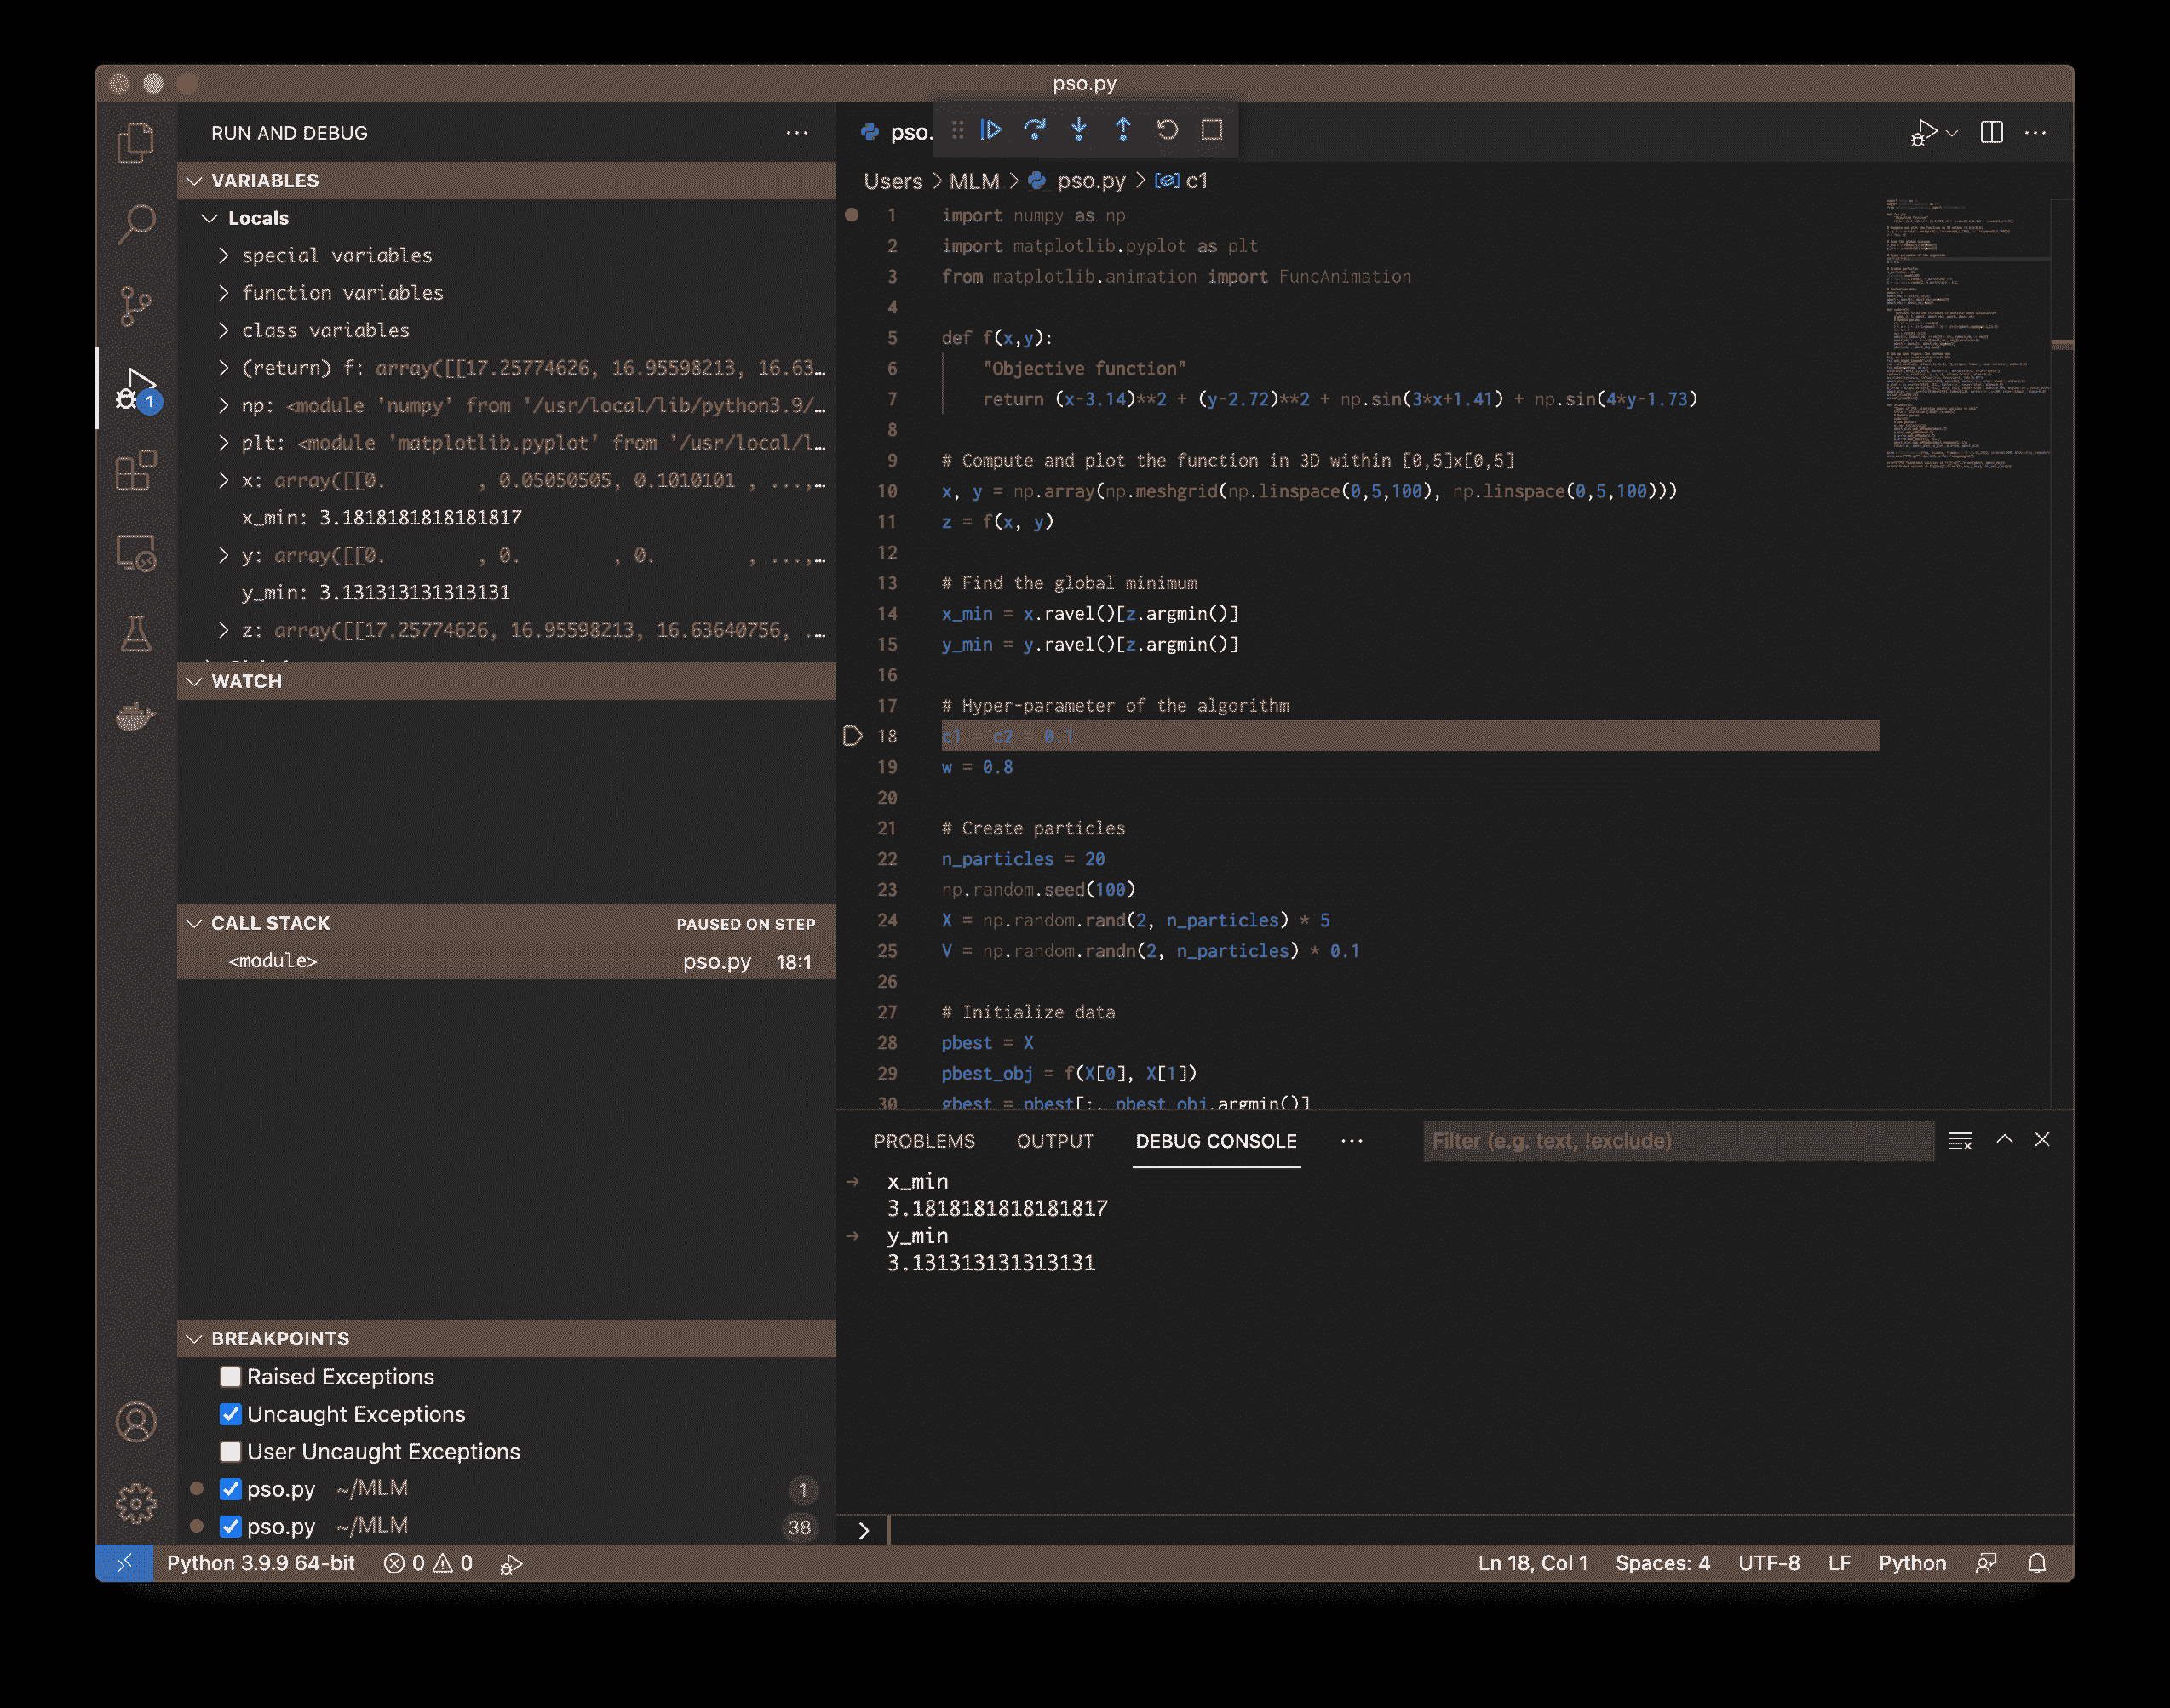 pso.py
RUN AND DEBUG
VARIABLES
Locals
special variables
function variables
class variables
(return) f: array([[17.25774626, 16.95598213, 16.63…
np: <module 'numpy' from '/usr/local/lib/python3.9/…
plt: <module 'matplotlib.pyplot' from '/usr/local/l…
x: array([[0.        , 0.05050505, 0.1010101 , ...,…
x_min: 3.1818181818181817
y: array([[0.        , 0.        , 0.        , ...,…
y_min: 3.131313131313131
z: array([[17.25774626, 16.95598213, 16.63640756, .…
WATCH
CALL STACK PAUSED ON STEP
<module> pso.py 18:1
BREAKPOINTS
Raised Exceptions
Uncaught Exceptions
User Uncaught Exceptions
pso.py ~/MLM 1
pso.py ~/MLM 38
1
pso.
Users > MLM > pso.py > c1
1 import numpy as np
2 import matplotlib.pyplot as plt
3 from matplotlib.animation import FuncAnimation
4
5 def f(x,y):
6     "Objective function"
7     return (x-3.14)**2 + (y-2.72)**2 + np.sin(3*x+1.41) + np.sin(4*y-1.73)
8
9 # Compute and plot the function in 3D within [0,5]x[0,5]
10 x, y = np.array(np.meshgrid(np.linspace(0,5,100), np.linspace(0,5,100)))
11 z = f(x, y)
12
13 # Find the global minimum
14 x_min = x.ravel()[z.argmin()]
15 y_min = y.ravel()[z.argmin()]
16
17 # Hyper-parameter of the algorithm
18 c1 = c2 = 0.1
19 w = 0.8
20
21 # Create particles
22 n_particles = 20
23 np.random.seed(100)
24 X = np.random.rand(2, n_particles) * 5
25 V = np.random.randn(2, n_particles) * 0.1
26
27 # Initialize data
28 pbest = X
29 pbest_obj = f(X[0], X[1])
30 gbest = pbest[:, pbest_obj.argmin()]
PROBLEMS OUTPUT DEBUG CONSOLE Filter (e.g. text, !exclude)
x_min
3.1818181818181817
y_min
3.131313131313131
Python 3.9.9 64-bit 0 0 Ln 18, Col 1 Spaces: 4 UTF-8 LF Python